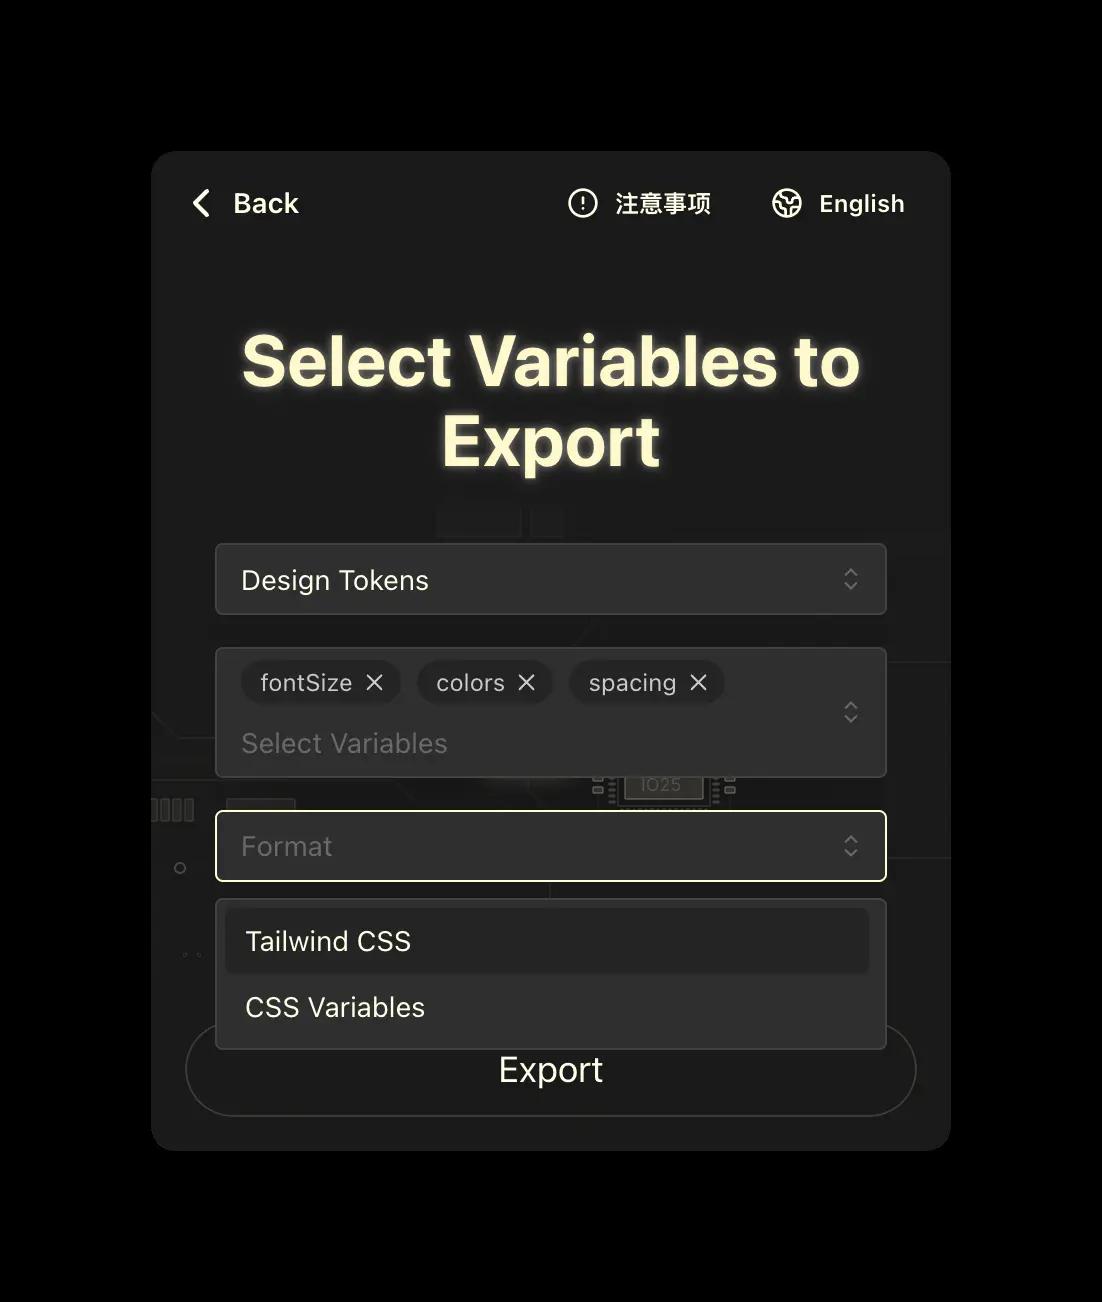 Back
注意事项
English
Select Variables to
Export
Design Tokens
fontSize
colors
spacing
Select Variables
IO25
Format
Tailwind CSS
CSS Variables
Export